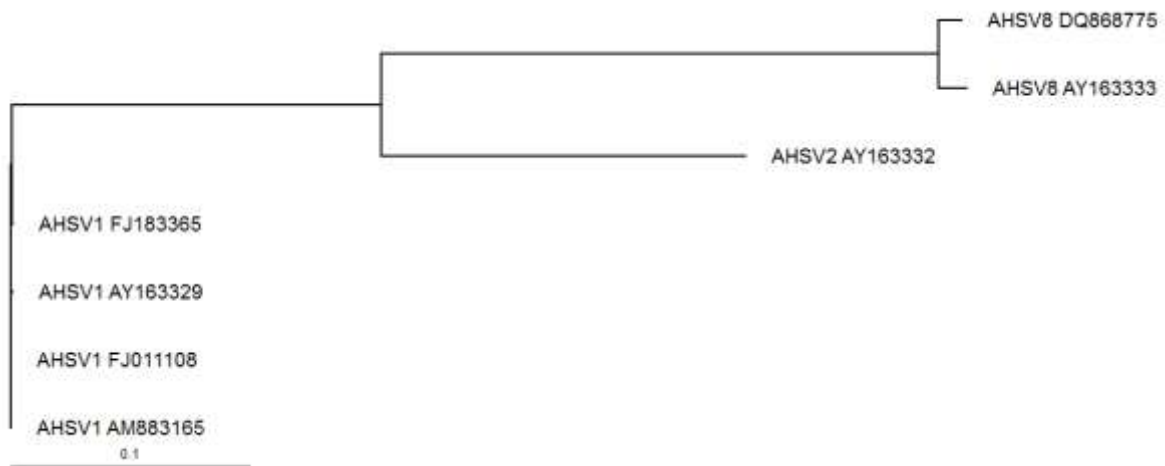 AHSV8 DQ868775
AHSV8 AY163333
AHSV2 AY163332
AHSV1 FJ183365
AHSV1 AY163329
AHSV1 FJ011108
AHSV1 AM883165
0.1